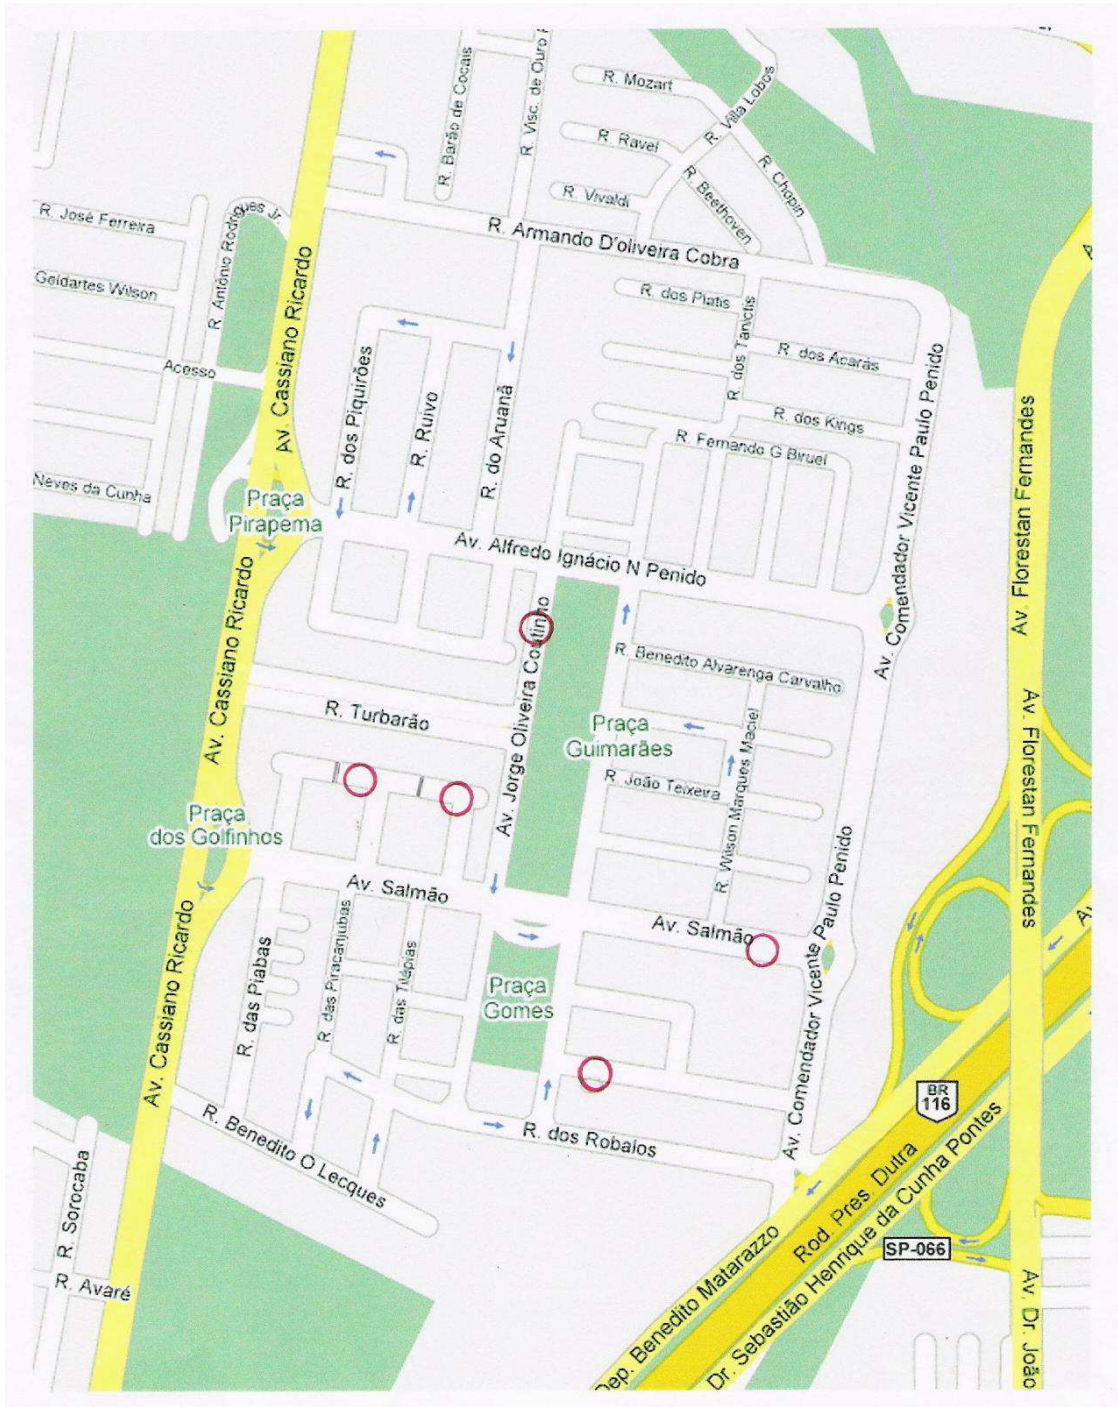 R. Barão de Cocais
R. Visc. de Ouro P
R. Mozart
R. Villa Lobos
R. Ravel
R. Chopin
R. Vivaldi
R. Beethoven
R. José Ferreira
R. Antônio Rodrigues Jr.
R. Armando D'oliveira Cobra
Geldartes Wilson
Av. Cassiano Ricardo
R. dos Piatis
R. dos Tanctis
R. dos Acarás
Acesso
R. dos Piquirões
R. Ruivo
R. do Aruanã
R. dos Kings
R. Fernando G Biruel
Av. Comendador Vicente Paulo Penido
Av. Florestan Fernandes
Neves da Cunha
Praça
Pirapema
Av. Alfredo Ignácio N Penido
Av. Cassiano Ricardo
Av. Jorge Oliveira Coutinho
R. Benedito Alvarenga Carvalho
R. Turbarão
Praça
Guimarães
R. Wilson Marques Maciel
R. João Teixeira
Av. Florestan Fernandes
Praça
dos Golfinhos
Av. Salmão
Av. Salmão
Av. Comendador Vicente Paulo Penido
Av. Cassiano Ricardo
R. das Piabas
R. das Piracanjubas
R. das Tilápias
Praça
Gomes
R. Benedito O Lecques
R. dos Robalos
BR
116
Rod. Pres. Dutra
Dr. Sebastião Henrique da Cunha Pontes
Dep. Benedito Matarazzo
SP-066
R. Sorocaba
R. Avaré
Av. Dr. João